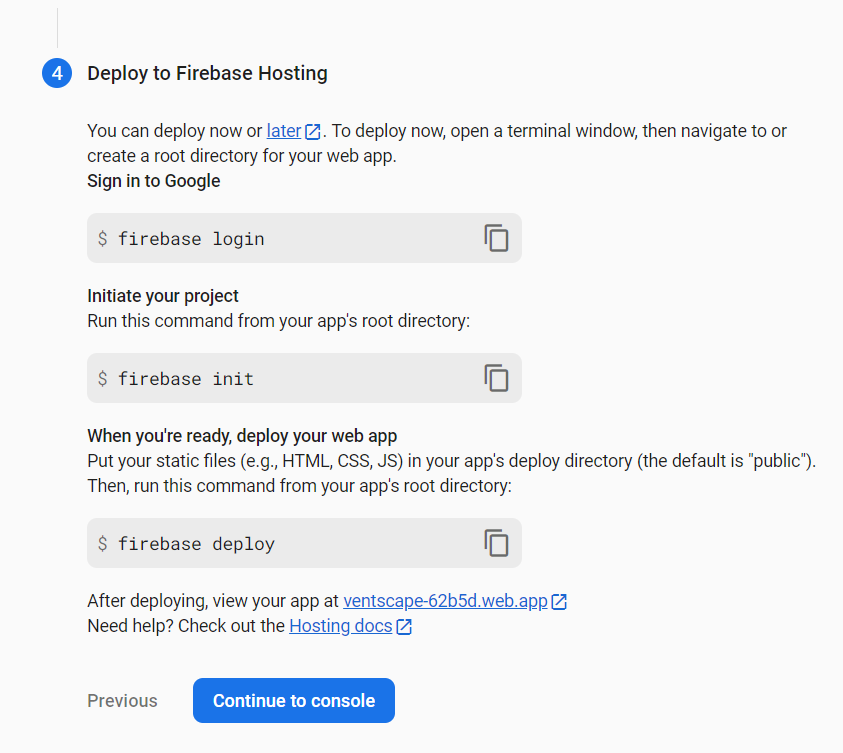 4 Deploy to Firebase Hosting
You can deploy now or later. To deploy now, open a terminal window, then navigate to or
create a root directory for your web app.
Sign in to Google
$ firebase login
Initiate your project
Run this command from your app's root directory:
$ firebase init
When you're ready, deploy your web app
Put your static files (e.g., HTML, CSS, JS) in your app's deploy directory (the default is "public").
Then, run this command from your app's root directory:
$ firebase deploy
After deploying, view your app at ventscape-62b5d.web.app
Need help? Check out the Hosting docs
Previous Continue to console